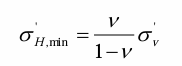 σ'H,min = ν/(1−ν) σ'ν